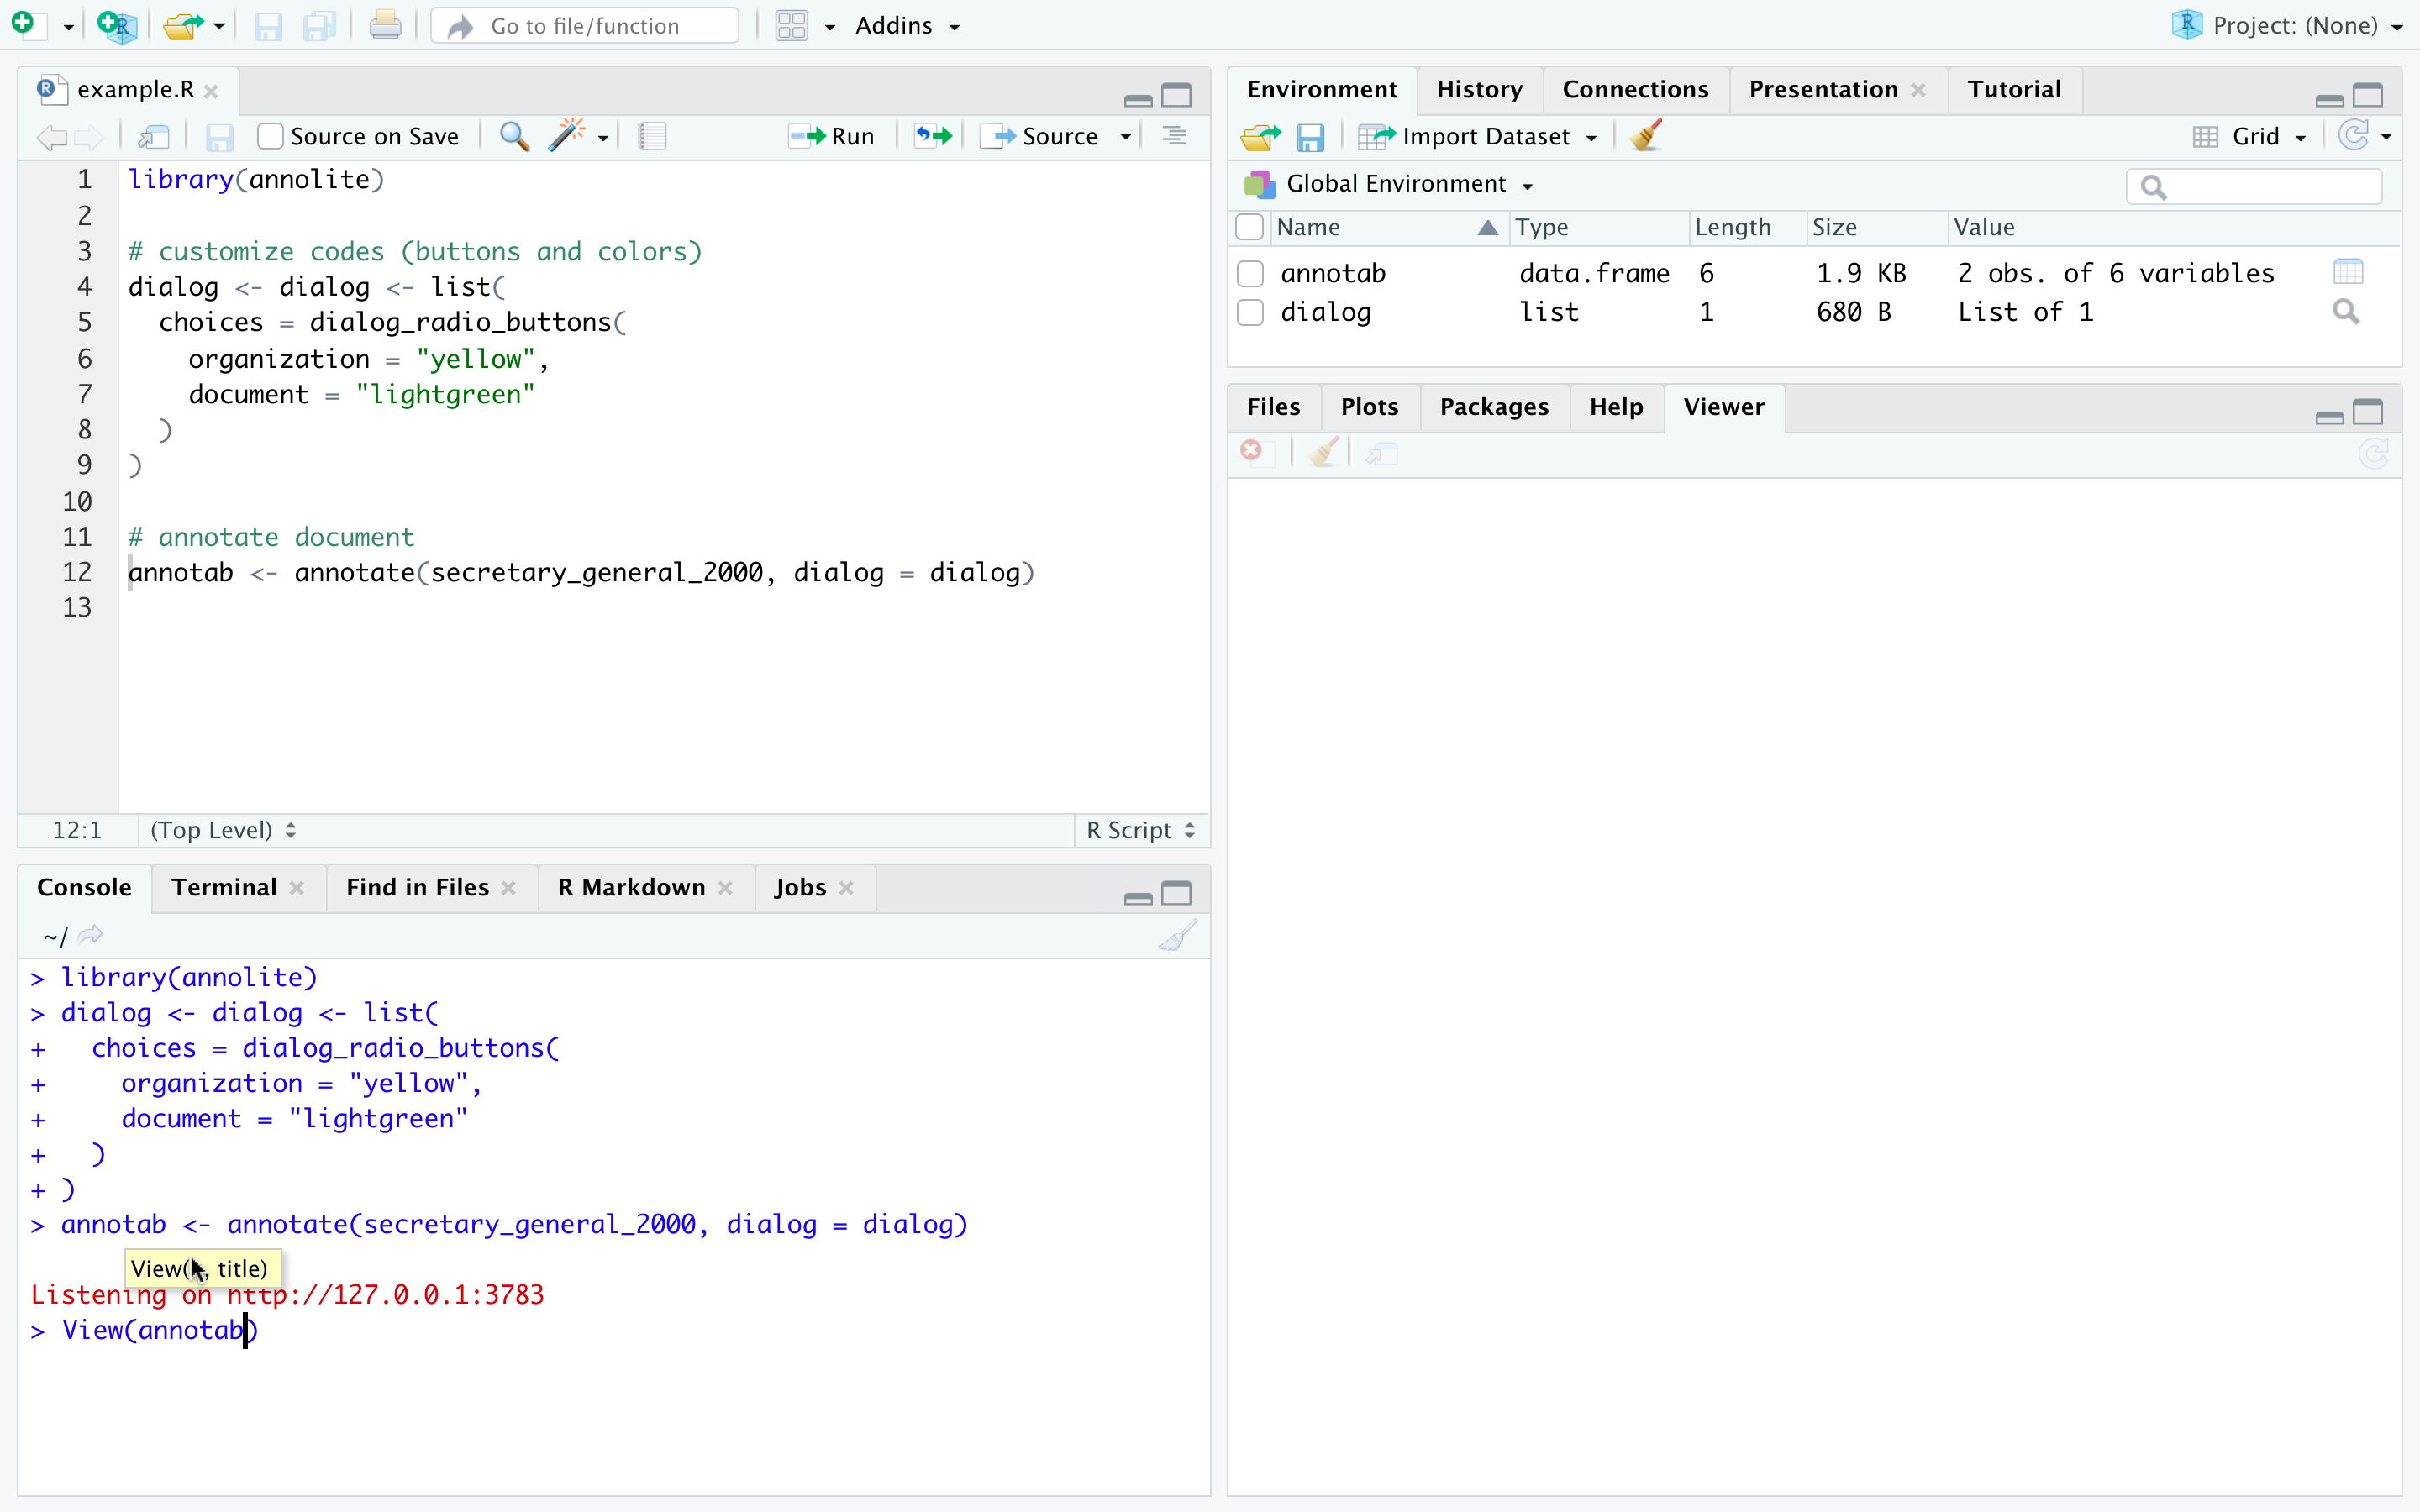 Go to file/function
Addins
Project: (None)
example.R
Source on Save
Run
Source
1 library(annolite)
2
3 # customize codes (buttons and colors)
4 dialog <- dialog <- list(
5   choices = dialog_radio_buttons(
6     organization = "yellow",
7     document = "lightgreen"
8   )
9 )
10
11 # annotate document
12 annotab <- annotate(secretary_general_2000, dialog = dialog)
13
12:1 (Top Level) R Script
Console Terminal Find in Files R Markdown Jobs
~/
> library(annolite)
> dialog <- dialog <- list(
+   choices = dialog_radio_buttons(
+     organization = "yellow",
+     document = "lightgreen"
+   )
+ )
> annotab <- annotate(secretary_general_2000, dialog = dialog)
View( , title)
Listening on http://127.0.0.1:3783
> View(annotab)
Environment History Connections Presentation Tutorial
Import Dataset Grid
Global Environment
Name Type Length Size Value
annotab data.frame 6 1.9 KB 2 obs. of 6 variables
dialog list 1 680 B List of 1
Files Plots Packages Help Viewer